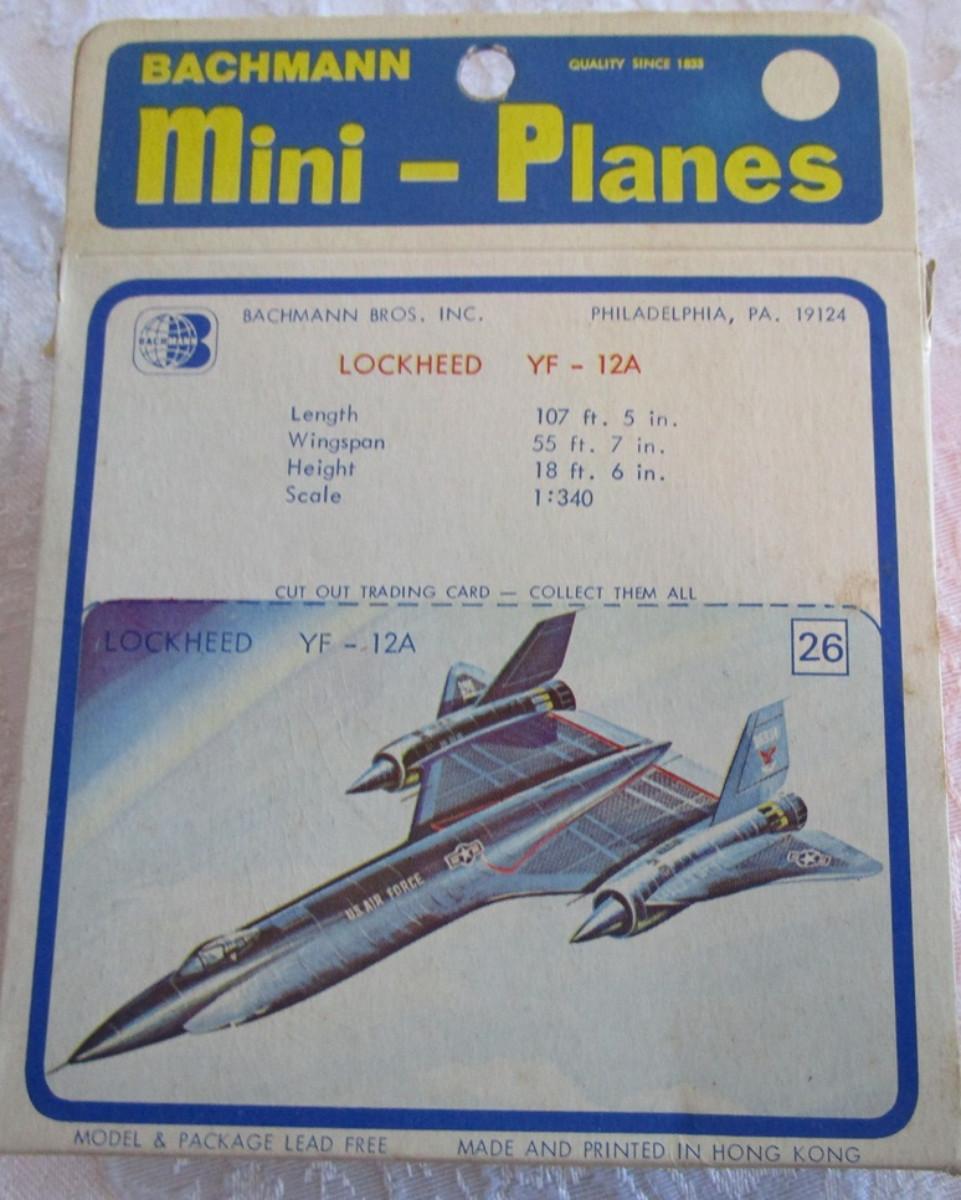 BACHMANN
QUALITY SINCE 1833
Mini - Planes
BACHMANN
BACHMANN BROS. INC. PHILADELPHIA, PA. 19124
LOCKHEED YF - 12A
Length 107 ft. 5 in.
Wingspan 55 ft. 7 in.
Height 18 ft. 6 in.
Scale 1:340
CUT OUT TRADING CARD — COLLECT THEM ALL
LOCKHEED YF - 12A
26
U.S. AIR FORCE
MODEL & PACKAGE LEAD FREE MADE AND PRINTED IN HONG KONG